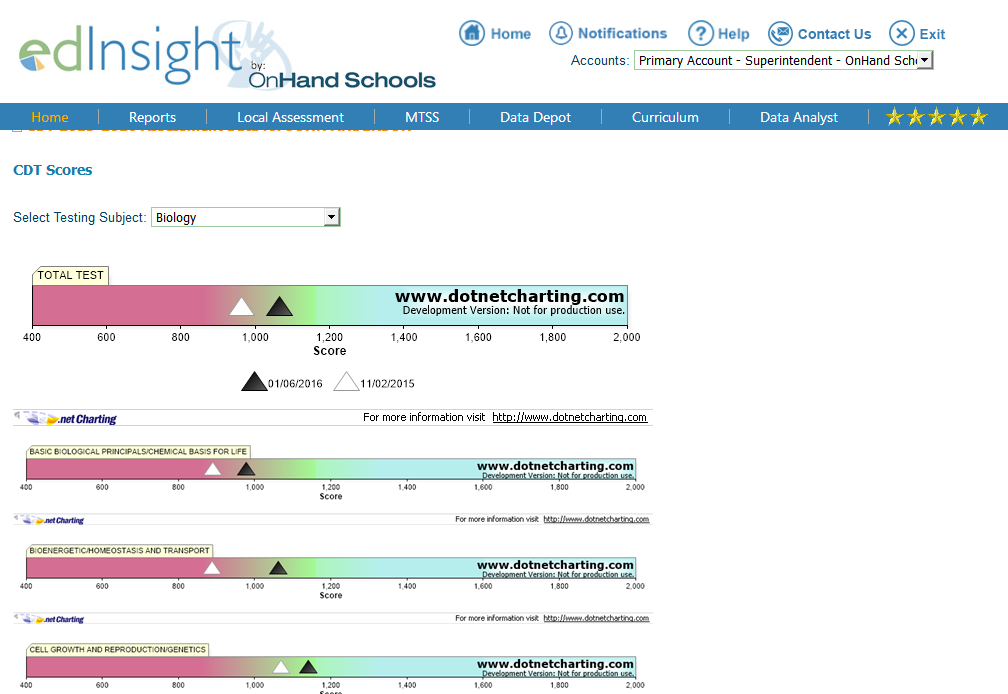 edInsight
by:
OnHand Schools
Home
Notifications
Help
Contact Us
Exit
Accounts: Primary Account - Superintendent - OnHand Scho
Home
Reports
Local Assessment
MTSS
Data Depot
Curriculum
Data Analyst
CDT Scores
Select Testing Subject: Biology
TOTAL TEST
www.dotnetcharting.com
Development Version: Not for production use.
400 600 800 1,000 1,200 1,400 1,600 1,800 2,000
Score
01/06/2016 11/02/2015
.net Charting For more information visit http://www.dotnetcharting.com
BASIC BIOLOGICAL PRINCIPALS/CHEMICAL BASIS FOR LIFE
www.dotnetcharting.com
Development Version: Not for production use.
400 600 800 1,000 1,200 1,400 1,600 1,800 2,000
Score
.net Charting For more information visit http://www.dotnetcharting.com
BIOENERGETIC/HOMEOSTASIS AND TRANSPORT
www.dotnetcharting.com
Development Version: Not for production use.
400 600 800 1,000 1,200 1,400 1,600 1,800 2,000
Score
.net Charting For more information visit http://www.dotnetcharting.com
CELL GROWTH AND REPRODUCTION/GENETICS
www.dotnetcharting.com
Development Version: Not for production use.
400 600 800 1,000 1,200 1,400 1,600 1,800 2,000